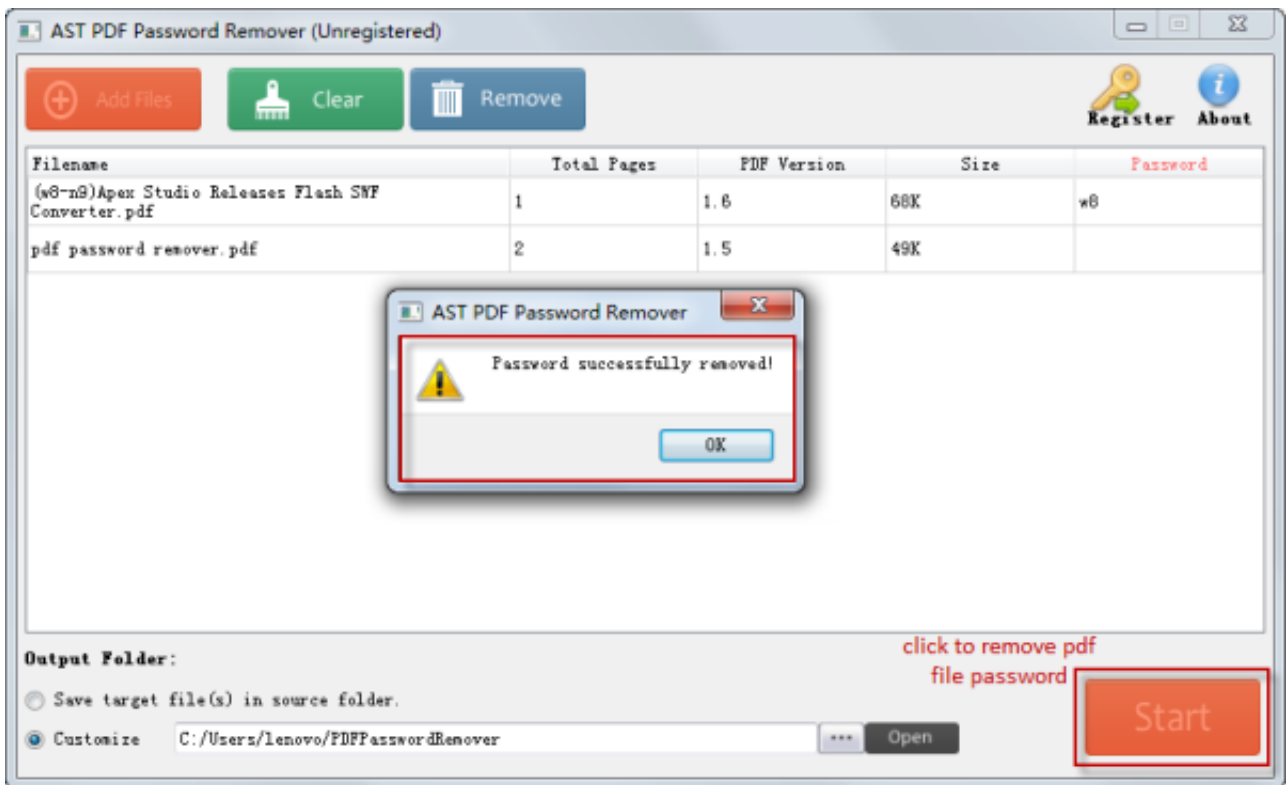 AST PDF Password Remover (Unregistered)
Add Files Clear Remove Register About
Filename Total Pages PDF Version Size Password
(w8-n9)Apex Studio Releases Flash SWF
Converter.pdf 1 1.6 68K w8
pdf password remover.pdf 2 1.5 49K
AST PDF Password Remover
Password successfully removed!
OK
click to remove pdf
file password
Output Folder:
Save target file(s) in source folder.
Start
Customize C:/Users/lenovo/PDFPasswordRemover ... Open